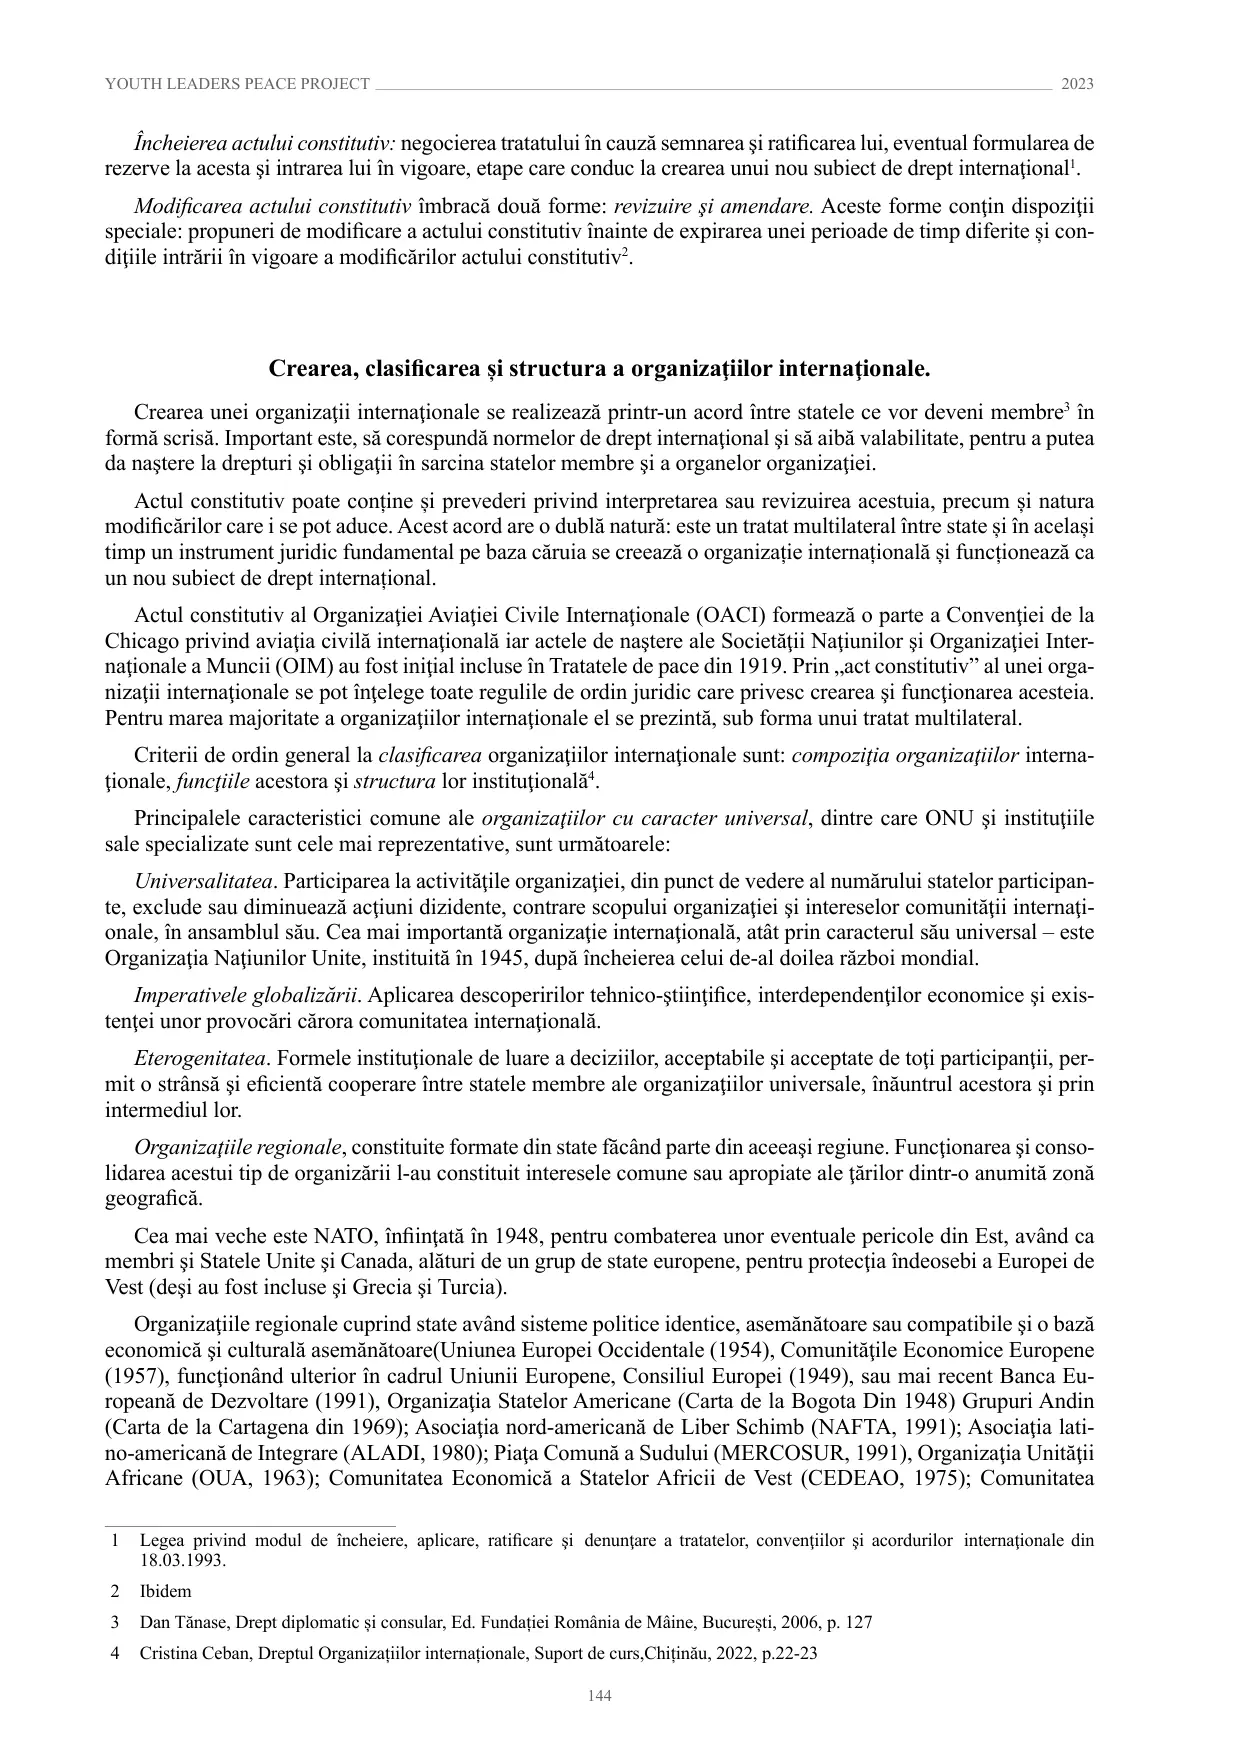 YOUTH LEADERS PEACE PROJECT 2023
Încheierea actului constitutiv: negocierea tratatului în cauză semnarea şi ratificarea lui, eventual formularea de
rezerve la acesta şi intrarea lui în vigoare, etape care conduc la crearea unui nou subiect de drept internaţional1.
Modificarea actului constitutiv îmbracă două forme: revizuire şi amendare. Aceste forme conţin dispoziţii
speciale: propuneri de modificare a actului constitutiv înainte de expirarea unei perioade de timp diferite și con-
diţiile intrării în vigoare a modificărilor actului constitutiv2.
Crearea, clasificarea și structura a organizaţiilor internaţionale.
Crearea unei organizaţii internaţionale se realizează printr-un acord între statele ce vor deveni membre3 în
formă scrisă. Important este, să corespundă normelor de drept internaţional şi să aibă valabilitate, pentru a putea
da naştere la drepturi şi obligaţii în sarcina statelor membre şi a organelor organizaţiei.
Actul constitutiv poate conține și prevederi privind interpretarea sau revizuirea acestuia, precum și natura
modificărilor care i se pot aduce. Acest acord are o dublă natură: este un tratat multilateral între state și în același
timp un instrument juridic fundamental pe baza căruia se creează o organizație internațională și funcționează ca
un nou subiect de drept internațional.
Actul constitutiv al Organizaţiei Aviaţiei Civile Internaţionale (OACI) formează o parte a Convenţiei de la
Chicago privind aviaţia civilă internaţională iar actele de naştere ale Societăţii Naţiunilor şi Organizaţiei Inter-
naţionale a Muncii (OIM) au fost iniţial incluse în Tratatele de pace din 1919. Prin „act constitutiv” al unei orga-
nizaţii internaţionale se pot înţelege toate regulile de ordin juridic care privesc crearea şi funcţionarea acesteia.
Pentru marea majoritate a organizaţiilor internaţionale el se prezintă, sub forma unui tratat multilateral.
Criterii de ordin general la clasificarea organizaţiilor internaţionale sunt: compoziţia organizaţiilor interna-
ţionale, funcţiile acestora şi structura lor instituţională4.
Principalele caracteristici comune ale organizaţiilor cu caracter universal, dintre care ONU şi instituţiile
sale specializate sunt cele mai reprezentative, sunt următoarele:
Universalitatea. Participarea la activităţile organizaţiei, din punct de vedere al numărului statelor participan-
te, exclude sau diminuează acţiuni dizidente, contrare scopului organizaţiei şi intereselor comunităţii internaţi-
onale, în ansamblul său. Cea mai importantă organizaţie internaţională, atât prin caracterul său universal – este
Organizaţia Naţiunilor Unite, instituită în 1945, după încheierea celui de-al doilea război mondial.
Imperativele globalizării. Aplicarea descoperirilor tehnico-ştiinţifice, interdependenţilor economice şi exis-
tenţei unor provocări cărora comunitatea internaţională.
Eterogenitatea. Formele instituţionale de luare a deciziilor, acceptabile şi acceptate de toţi participanţii, per-
mit o strânsă şi eficientă cooperare între statele membre ale organizaţiilor universale, înăuntrul acestora şi prin
intermediul lor.
Organizaţiile regionale, constituite formate din state făcând parte din aceeaşi regiune. Funcţionarea şi conso-
lidarea acestui tip de organizării l-au constituit interesele comune sau apropiate ale ţărilor dintr-o anumită zonă
geografică.
Cea mai veche este NATO, înfiinţată în 1948, pentru combaterea unor eventuale pericole din Est, având ca
membri şi Statele Unite şi Canada, alături de un grup de state europene, pentru protecţia îndeosebi a Europei de
Vest (deşi au fost incluse şi Grecia şi Turcia).
Organizaţiile regionale cuprind state având sisteme politice identice, asemănătoare sau compatibile şi o bază
economică şi culturală asemănătoare(Uniunea Europei Occidentale (1954), Comunităţile Economice Europene
(1957), funcţionând ulterior în cadrul Uniunii Europene, Consiliul Europei (1949), sau mai recent Banca Eu-
ropeană de Dezvoltare (1991), Organizaţia Statelor Americane (Carta de la Bogota Din 1948) Grupuri Andin
(Carta de la Cartagena din 1969); Asociaţia nord-americană de Liber Schimb (NAFTA, 1991); Asociaţia lati-
no-americană de Integrare (ALADI, 1980); Piaţa Comună a Sudului (MERCOSUR, 1991), Organizaţia Unităţii
Africane (OUA, 1963); Comunitatea Economică a Statelor Africii de Vest (CEDEAO, 1975); Comunitatea
1 Legea privind modul de încheiere, aplicare, ratificare şi denunţare a tratatelor, convenţiilor şi acordurilor internaţionale din
18.03.1993.
2 Ibidem
3 Dan Tănase, Drept diplomatic și consular, Ed. Fundației România de Mâine, București, 2006, p. 127
4 Cristina Ceban, Dreptul Organizațiilor internaționale, Suport de curs,Chiținău, 2022, p.22-23
144